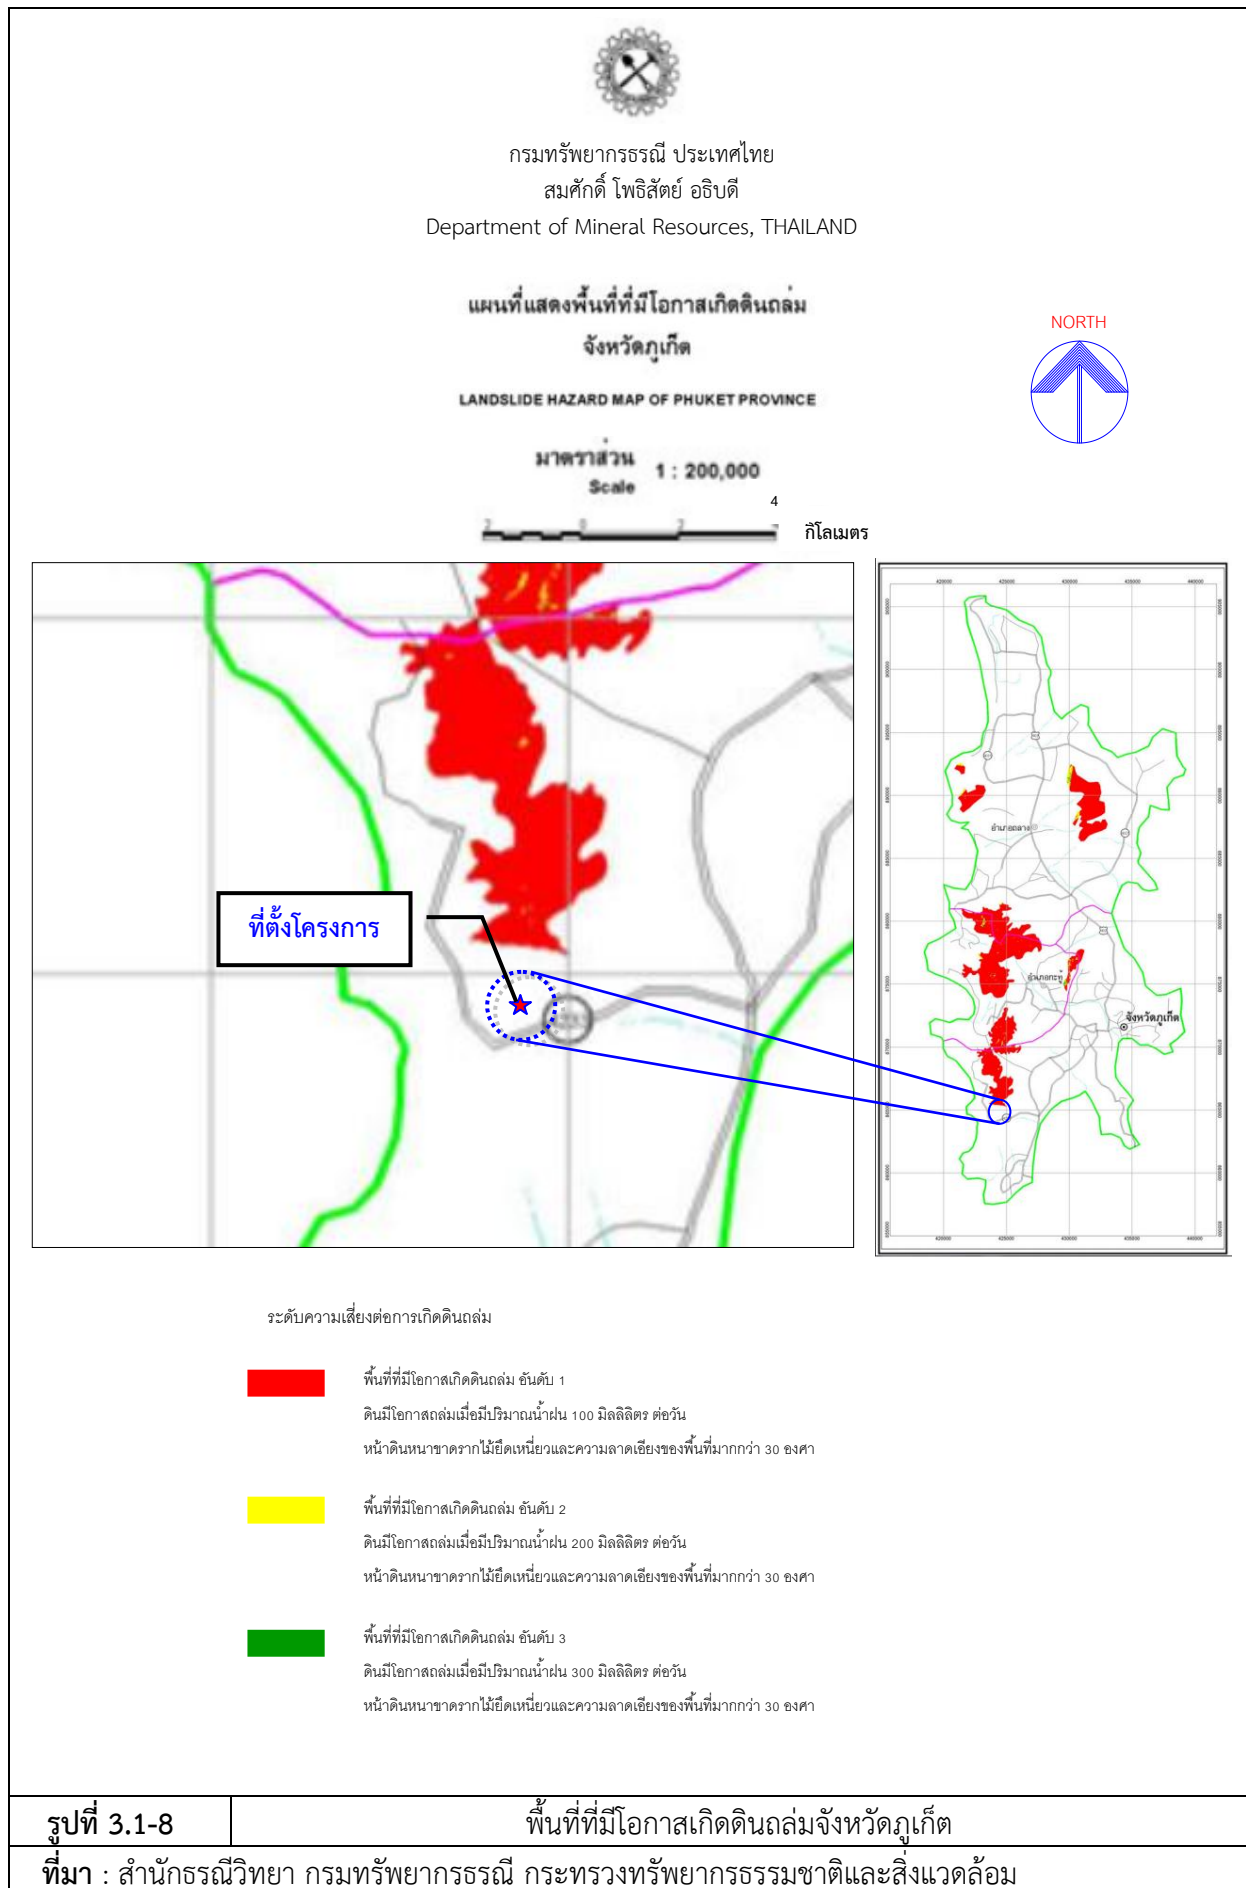 กรมทรัพยากรธรณี ประเทศไทย
สมศักดิ์ โพธิสัตย์ อธิบดี
Department of Mineral Resources, THAILAND
แผนที่แสดงพื้นที่ที่มีโอกาสเกิดดินถล่ม
จังหวัดภูเก็ต
NORTH
LANDSLIDE HAZARD MAP OF PHUKET PROVINCE
มาตราส่วน 1 : 200,000
Scale
4
2 0 2 กิโลเมตร
ที่ตั้งโครงการ
420000 425000 430000 435000 440000
อำเภอถลาง
อำเภอกะทู้
จังหวัดภูเก็ต
420000 425000 430000 435000 440000
ระดับความเสี่ยงต่อการเกิดดินถล่ม
พื้นที่ที่มีโอกาสเกิดดินถล่ม อันดับ 1
ดินมีโอกาสถล่มเมื่อมีปริมาณน้ำฝน 100 มิลลิลิตร ต่อวัน
หน้าดินหนาขาดรากไม้ยึดเหนี่ยวและความลาดเอียงของพื้นที่มากกว่า 30 องศา
พื้นที่ที่มีโอกาสเกิดดินถล่ม อันดับ 2
ดินมีโอกาสถล่มเมื่อมีปริมาณน้ำฝน 200 มิลลิลิตร ต่อวัน
หน้าดินหนาขาดรากไม้ยึดเหนี่ยวและความลาดเอียงของพื้นที่มากกว่า 30 องศา
พื้นที่ที่มีโอกาสเกิดดินถล่ม อันดับ 3
ดินมีโอกาสถล่มเมื่อมีปริมาณน้ำฝน 300 มิลลิลิตร ต่อวัน
หน้าดินหนาขาดรากไม้ยึดเหนี่ยวและความลาดเอียงของพื้นที่มากกว่า 30 องศา
รูปที่ 3.1-8 พื้นที่ที่มีโอกาสเกิดดินถล่มจังหวัดภูเก็ต
ที่มา : สำนักธรณีวิทยา กรมทรัพยากรธรณี กระทรวงทรัพยากรธรรมชาติและสิ่งแวดล้อม